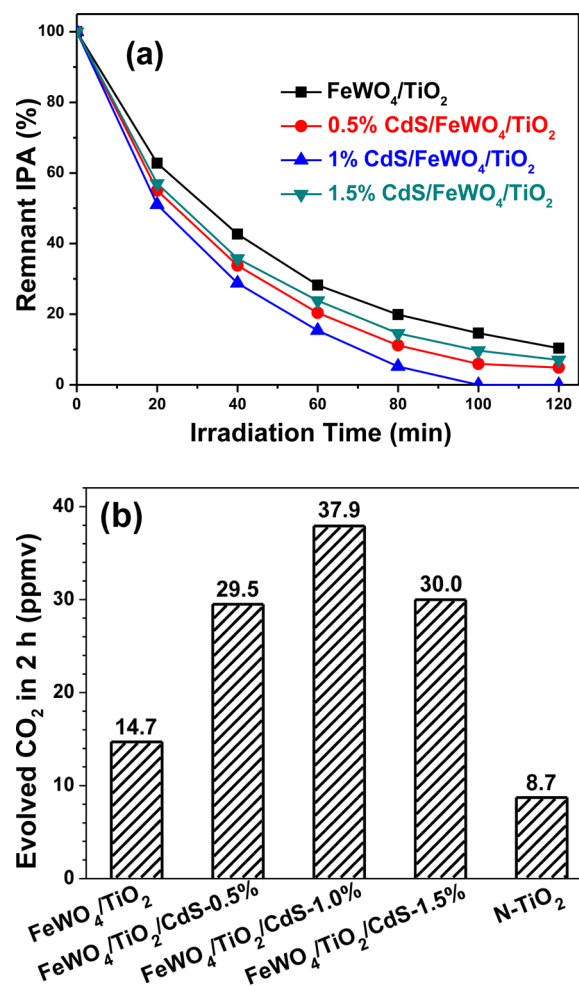 (a)
100
80
60
40
20
0
Remnant IPA (%)
FeWO₄/TiO₂
0.5% CdS/FeWO₄/TiO₂
1% CdS/FeWO₄/TiO₂
1.5% CdS/FeWO₄/TiO₂
0 20 40 60 80 100 120
Irradiation Time (min)
(b)
40
30
20
10
0
Evolved CO₂ in 2 h (ppmv)
14.7
29.5
37.9
30.0
8.7
FeWO₄/TiO₂
FeWO₄/TiO₂/CdS-0.5%
FeWO₄/TiO₂/CdS-1.0%
FeWO₄/TiO₂/CdS-1.5%
N-TiO₂